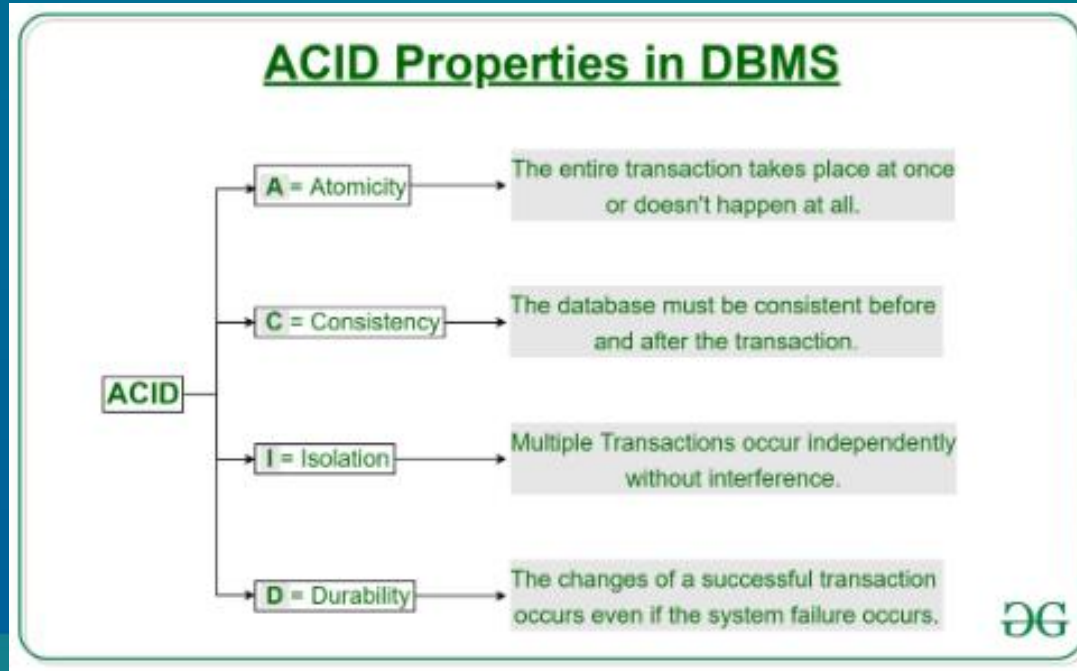 ACID Properties in DBMS
A = Atomicity
The entire transaction takes place at once
or doesn't happen at all.
C = Consistency
The database must be consistent before
and after the transaction.
ACID
I = Isolation
Multiple Transactions occur independently
without interference.
D = Durability
The changes of a successful transaction
occurs even if the system failure occurs.